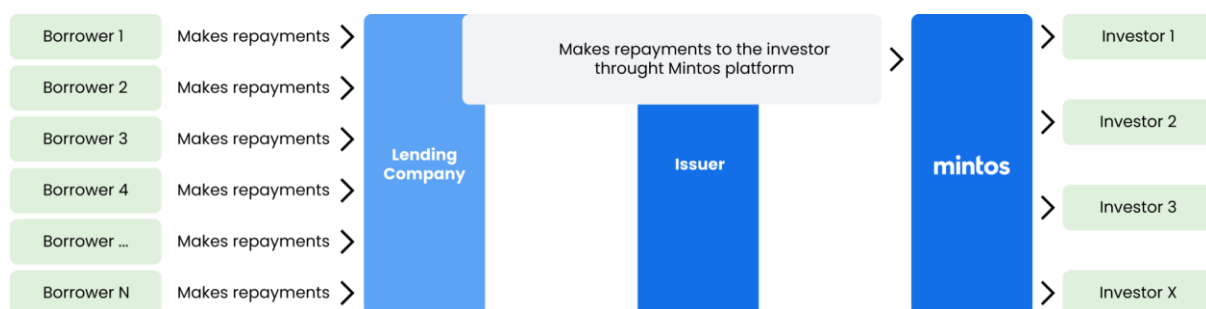 Borrower 1
Makes repayments
Borrower 2
Makes repayments
Borrower 3
Makes repayments
Borrower 4
Makes repayments
Borrower ...
Makes repayments
Borrower N
Makes repayments
Lending
Company
Makes repayments to the investor
throught Mintos platform
Issuer
mintos
Investor 1
Investor 2
Investor 3
Investor X